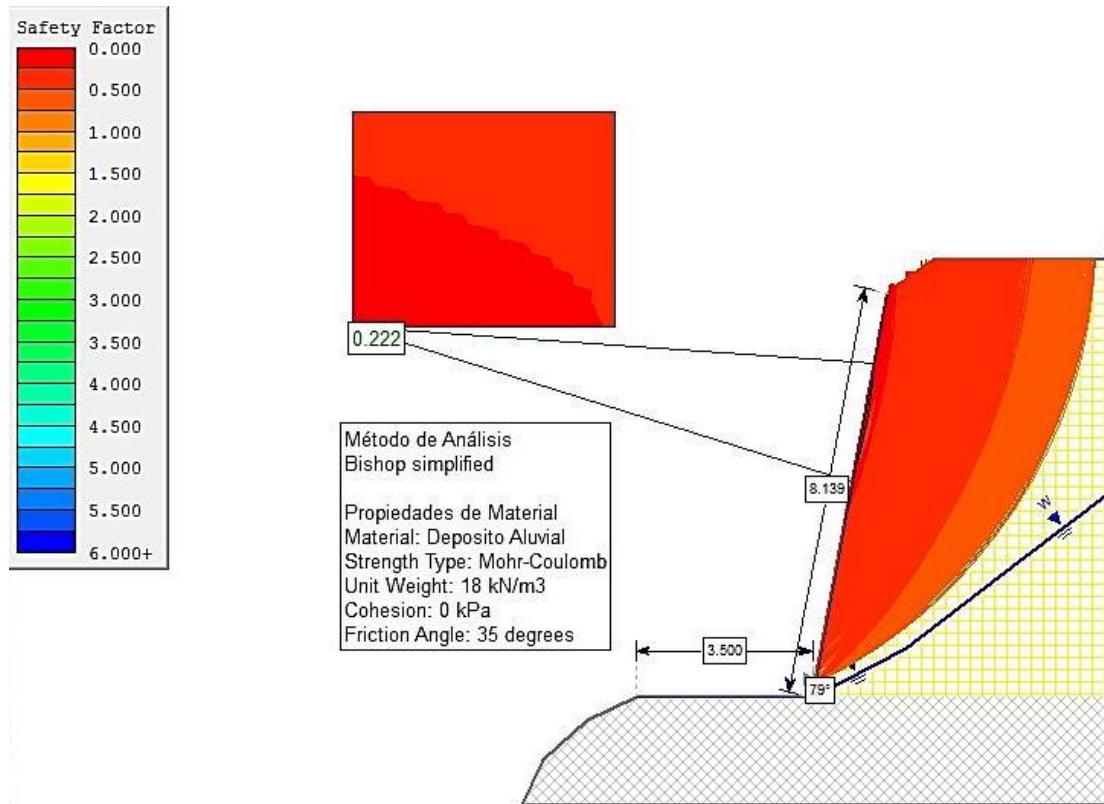 Safety Factor
0.000
0.500
1.000
1.500
2.000
2.500
3.000
3.500
4.000
4.500
5.000
5.500
6.000+
0.222
Método de Análisis
Bishop simplified
Propiedades de Material
Material: Deposito Aluvial
Strength Type: Mohr-Coulomb
Unit Weight: 18 kN/m3
Cohesion: 0 kPa
Friction Angle: 35 degrees
8.139
W
3.500
79°